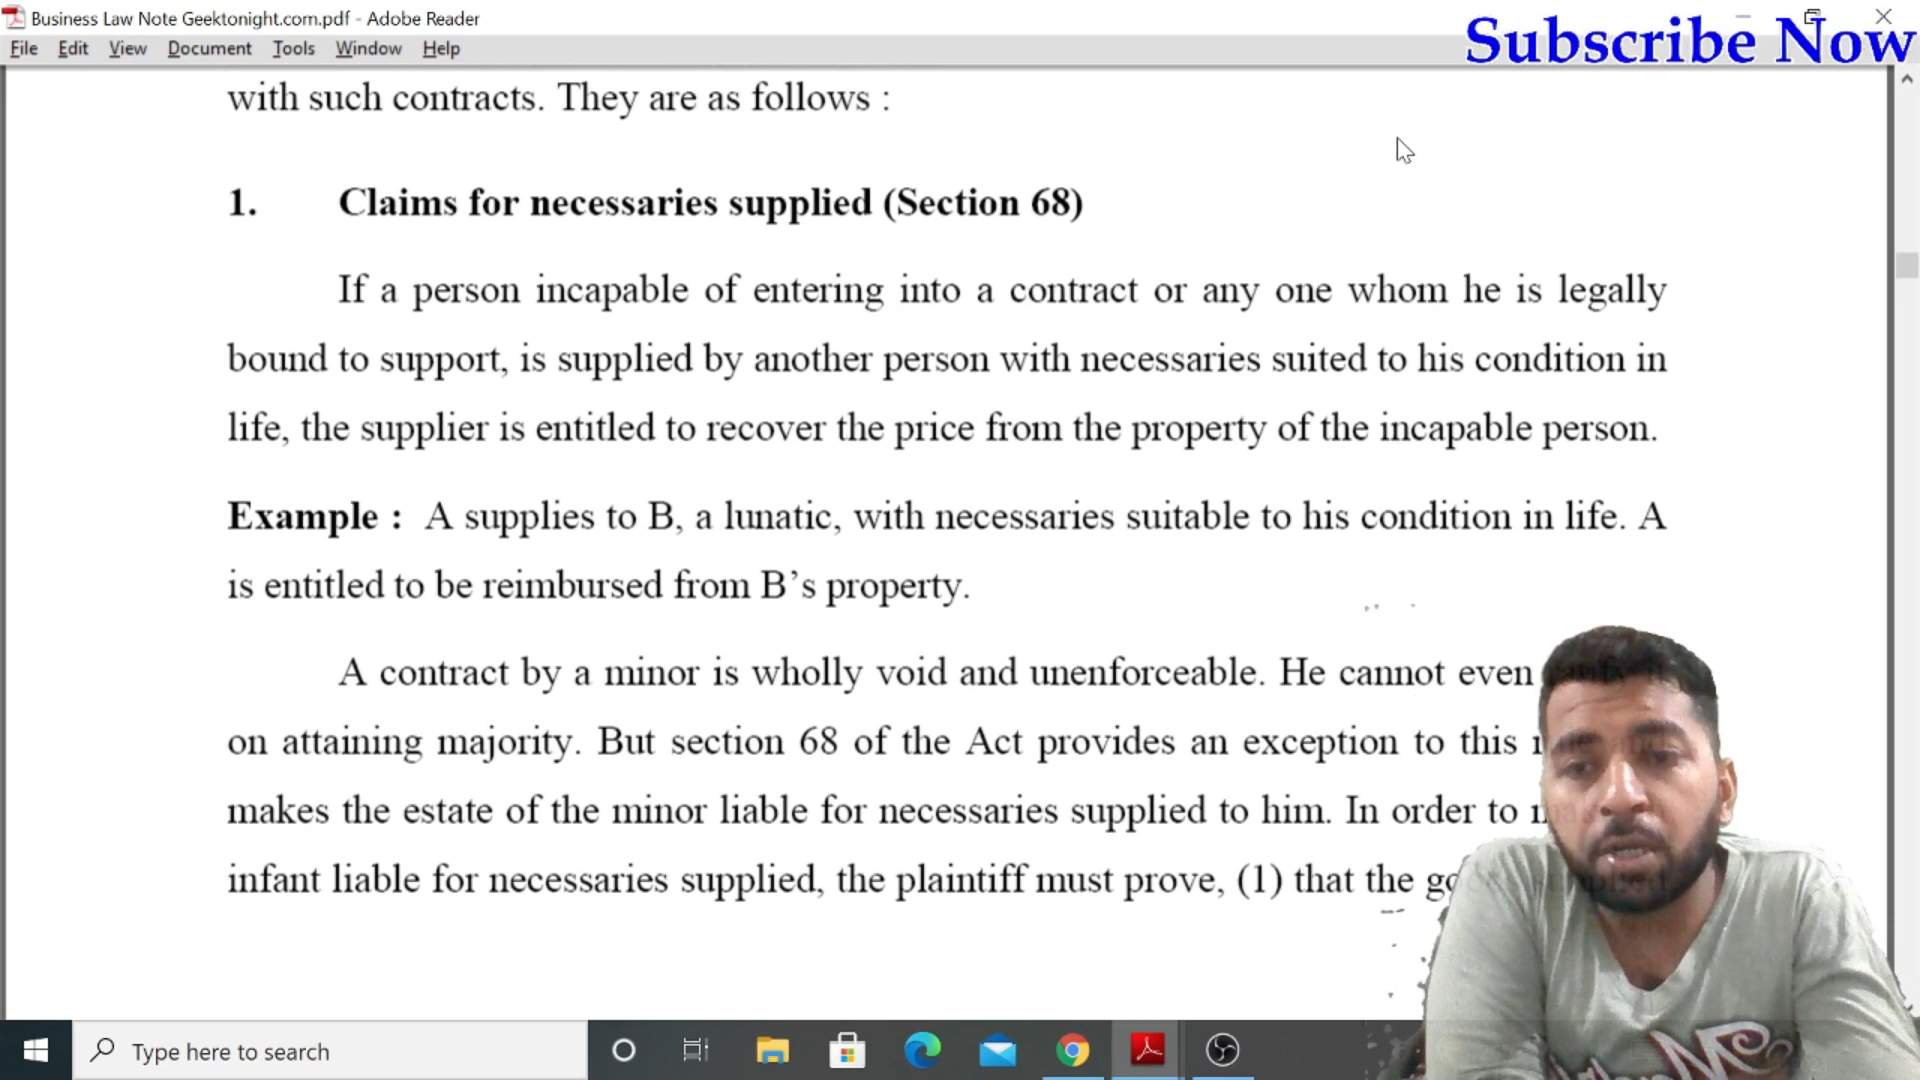 Business Law Note Geektonight.com.pdf - Adobe Reader
Subscribe Now
File Edit View Document Tools Window Help
with such contracts. They are as follows :
1. Claims for necessaries supplied (Section 68)
If a person incapable of entering into a contract or any one whom he is legally
bound to support, is supplied by another person with necessaries suited to his condition in
life, the supplier is entitled to recover the price from the property of the incapable person.
Example : A supplies to B, a lunatic, with necessaries suitable to his condition in life. A
is entitled to be reimbursed from B’s property.
A contract by a minor is wholly void and unenforceable. He cannot even
on attaining majority. But section 68 of the Act provides an exception to this
makes the estate of the minor liable for necessaries supplied to him. In order to
infant liable for necessaries supplied, the plaintiff must prove, (1) that the
Type here to search